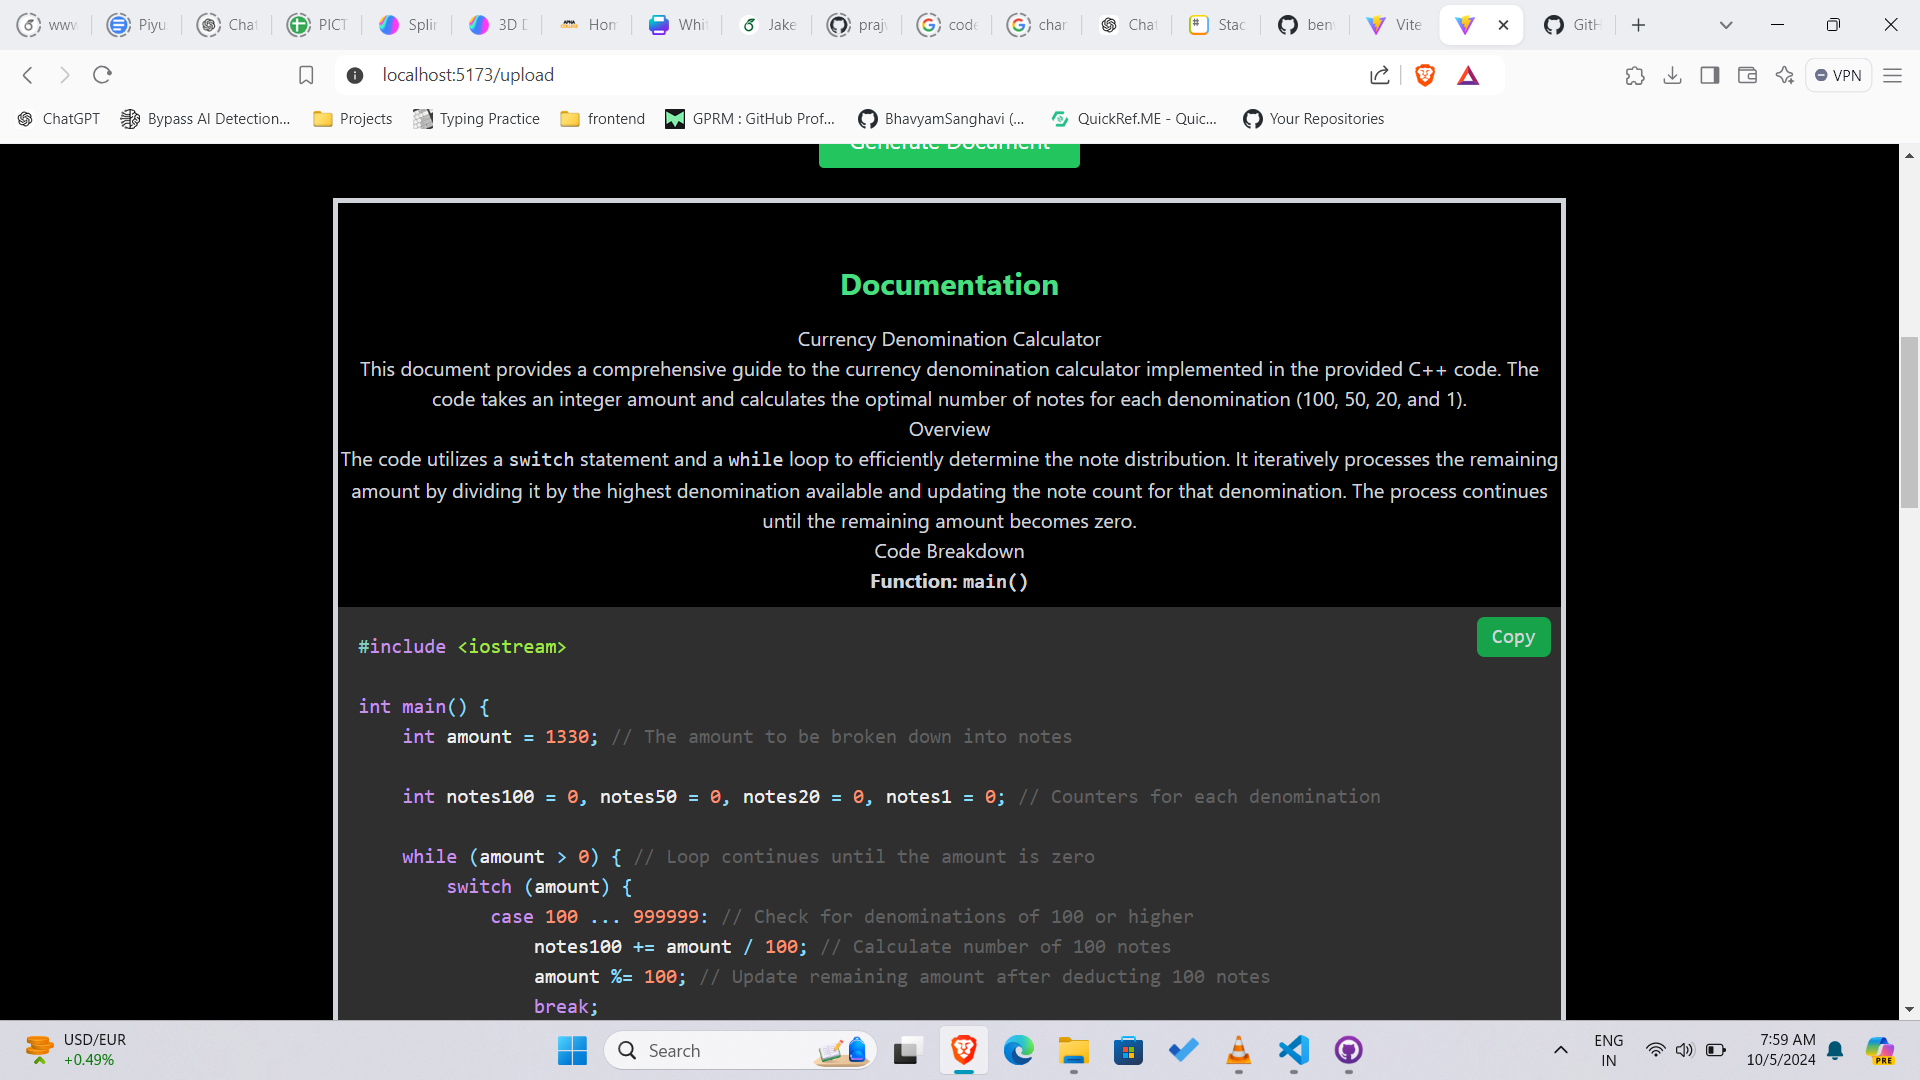 www
Piyu
Chat
PICT
Splin
3D D
Hom
Whit
Jake
prajw
code
char
Chat
Stac
benv
Vite
GitH
localhost:5173/upload
VPN
ChatGPT
Bypass AI Detection...
Projects
Typing Practice
frontend
GPRM : GitHub Prof...
BhavyamSanghavi (...
QuickRef.ME - Quic...
Your Repositories
Generate Document
Documentation
Currency Denomination Calculator
This document provides a comprehensive guide to the currency denomination calculator implemented in the provided C++ code. The
code takes an integer amount and calculates the optimal number of notes for each denomination (100, 50, 20, and 1).
Overview
The code utilizes a switch statement and a while loop to efficiently determine the note distribution. It iteratively processes the remaining
amount by dividing it by the highest denomination available and updating the note count for that denomination. The process continues
until the remaining amount becomes zero.
Code Breakdown
Function: main()
Copy
#include <iostream>
int main() {
int amount = 1330; // The amount to be broken down into notes
int notes100 = 0, notes50 = 0, notes20 = 0, notes1 = 0; // Counters for each denomination
while (amount > 0) { // Loop continues until the amount is zero
switch (amount) {
case 100 ... 999999: // Check for denominations of 100 or higher
notes100 += amount / 100; // Calculate number of 100 notes
amount %= 100; // Update remaining amount after deducting 100 notes
break;
USD/EUR
+0.49%
Search
ENG
IN
7:59 AM
10/5/2024
PRE